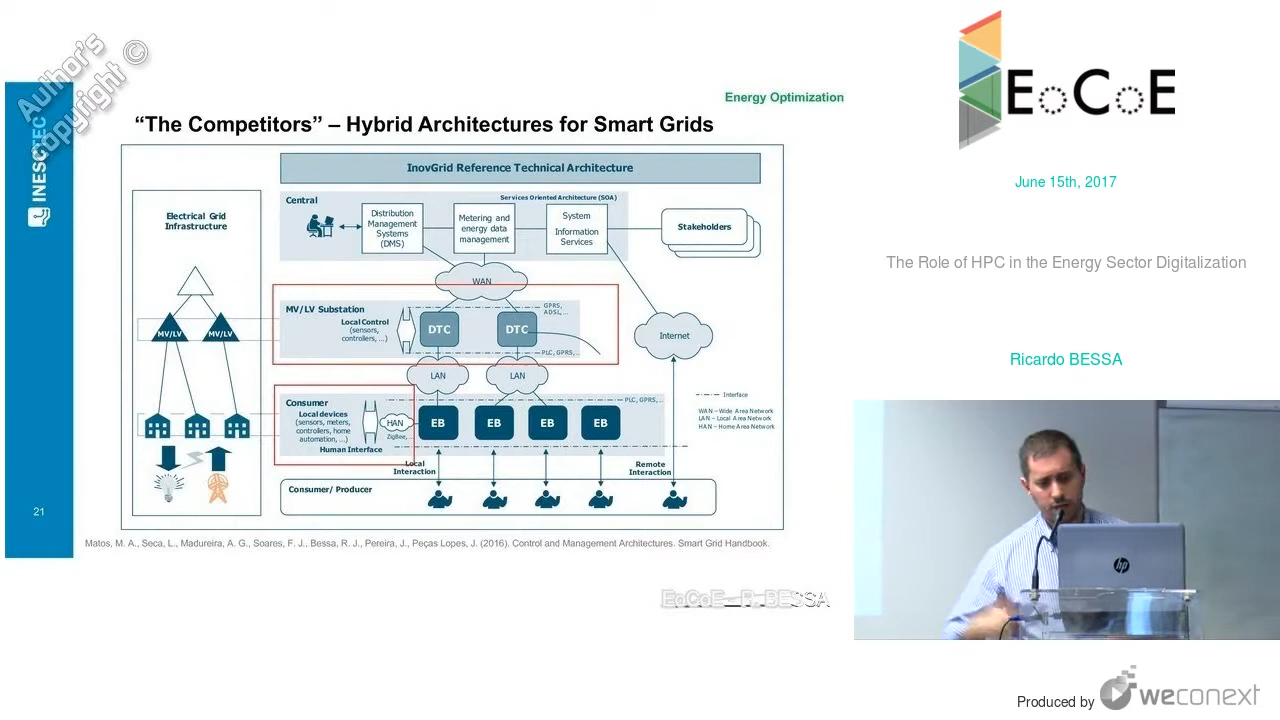 Author's
Copyright ©
INESCTEC
21
Energy Optimization
“The Competitors” – Hybrid Architectures for Smart Grids
InovGrid Reference Technical Architecture
Electrical Grid
Infrastructure
MV/LV
MV/LV
Central
Services Oriented Architecture (SOA)
Distribution
Management
Systems
(DMS)
Metering and
energy data
management
System
Information
Services
Stakeholders
WAN
MV/LV Substation
Local Control
(sensors,
controllers, ...)
DTC
DTC
GPRS,
ADSL, ...
PLC, GPRS, ...
Internet
LAN
LAN
Consumer
Local devices
(sensors, meters,
controllers, home
automation, ...)
HAN
ZigBee, ...
Human Interface
EB
EB
EB
EB
PLC, GPRS, ...
Interface
WAN – Wide Area Network
LAN – Local Area Network
HAN – Home Area Network
Local
Interaction
Remote
Interaction
Consumer/ Producer
Matos, M. A., Seca, L., Madureira, A. G., Soares, F. J., Bessa, R. J., Pereira, J., Peças Lopes, J. (2016). Control and Management Architectures. Smart Grid Handbook.
EoCoE - R. BESSA
EoCoE
June 15th, 2017
The Role of HPC in the Energy Sector Digitalization
Ricardo BESSA
hp
Produced by weconext